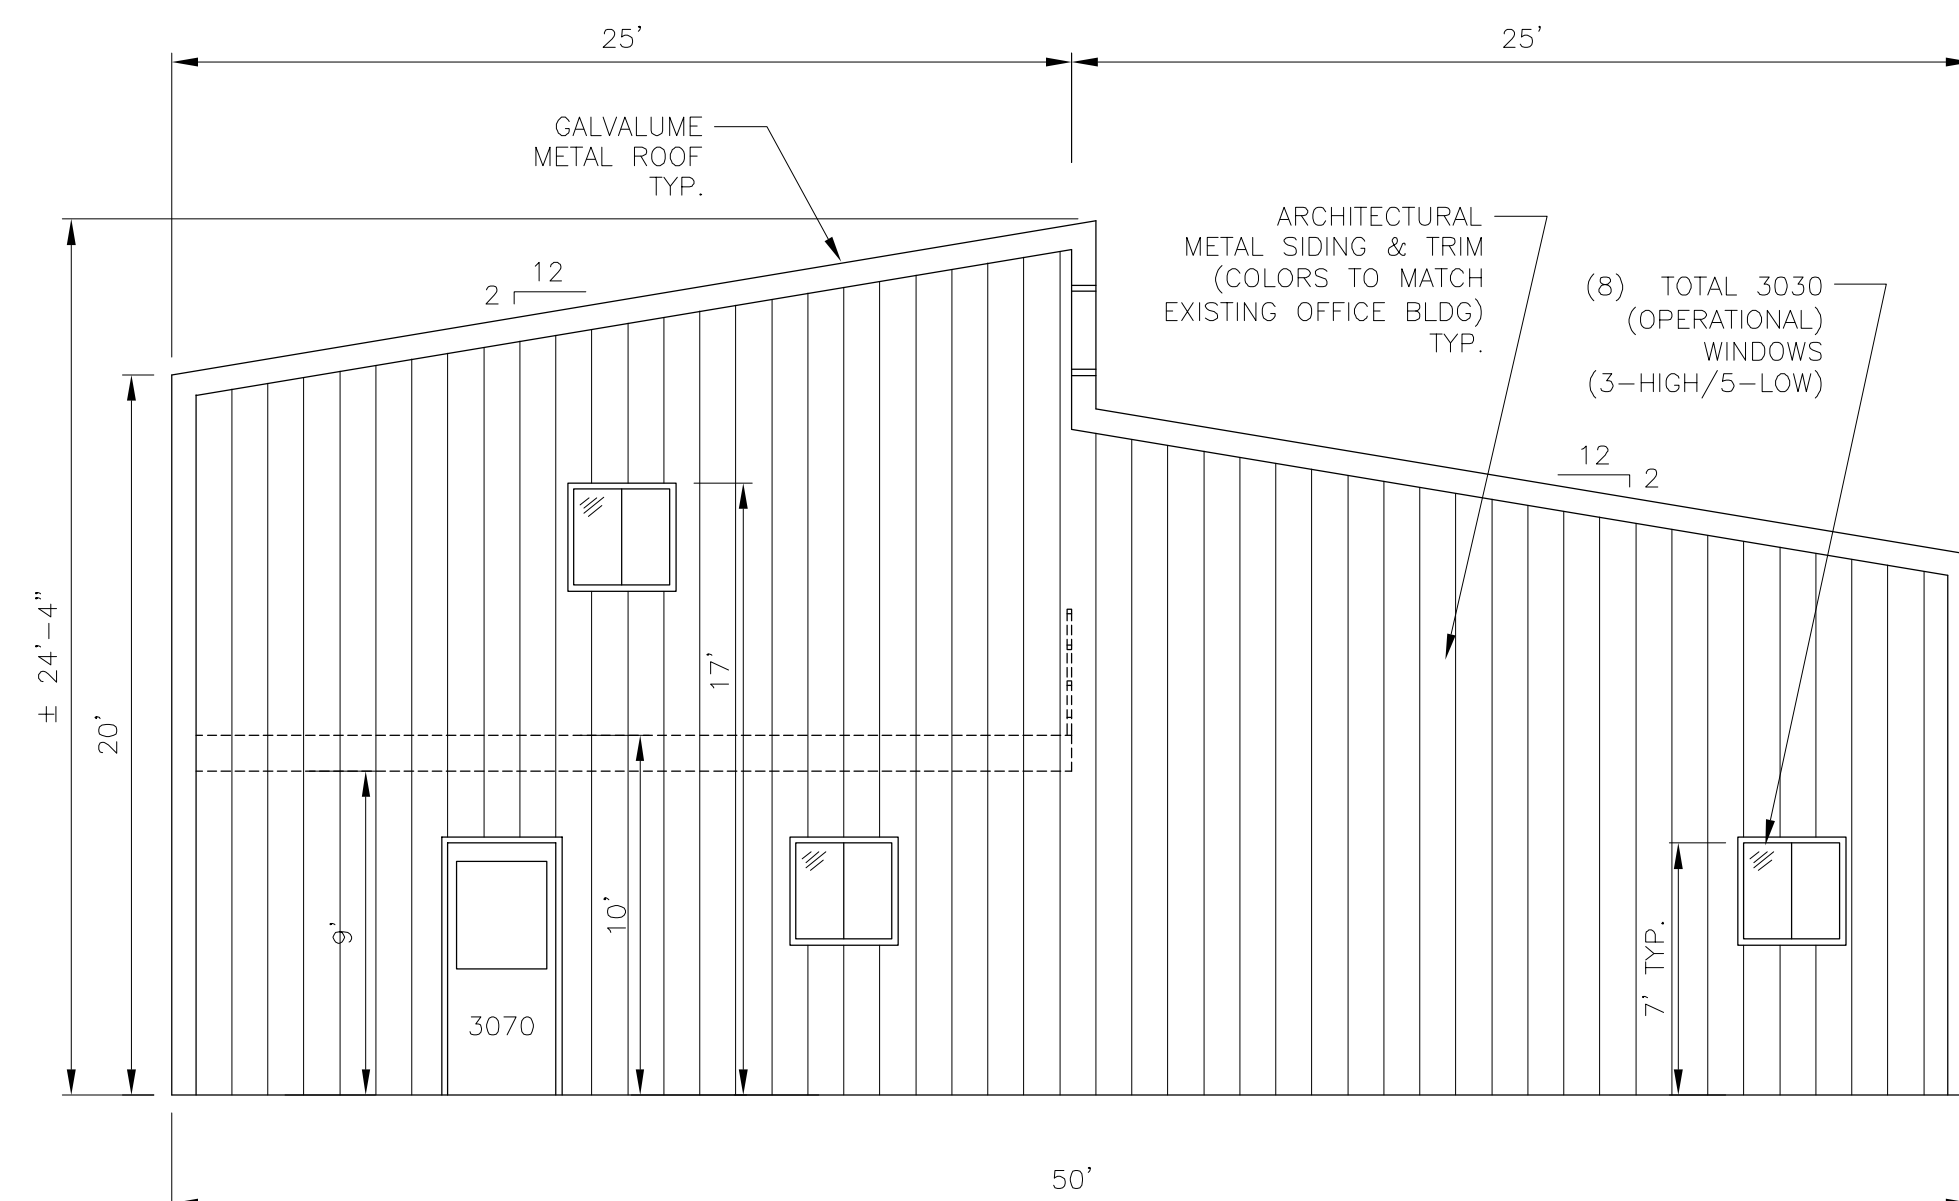 25'
25'
GALVALUME
METAL ROOF
TYP.
ARCHITECTURAL
METAL SIDING & TRIM
(COLORS TO MATCH
EXISTING OFFICE BLDG)
TYP.
(8) TOTAL 3030
(OPERATIONAL)
WINDOWS
(3-HIGH/5-LOW)
12
2
12
2
± 24'-4"
20'
17'
10'
9'
7' TYP.
3070
50'